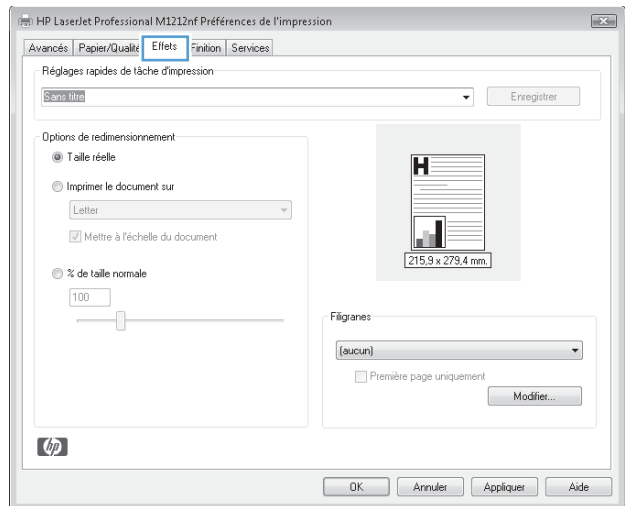 HP LaserJet Professional M1212nf Préférences de l'impression
Avancés Papier/Qualité Effets Finition Services
Réglages rapides de tâche d'impression
Sans titre
Enregistrer
Options de redimensionnement
Taille réelle
Imprimer le document sur
Letter
Mettre à l'échelle du document
% de taille normale
100
H
215,9 x 279,4 mm.
Filigranes
(aucun)
Première page uniquement
Modifier...
hp
OK Annuler Appliquer Aide